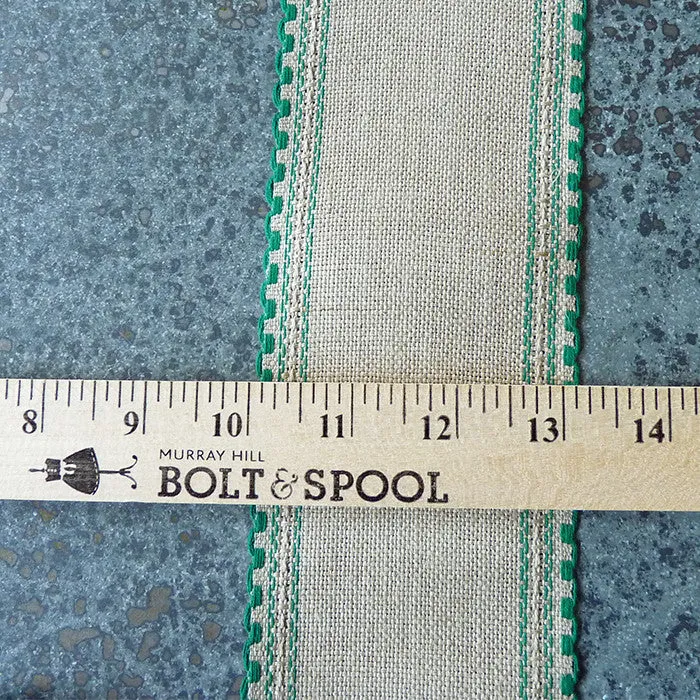 8 9 10 11 12 13 14
MURRAY HILL
BOLT & SPOOL